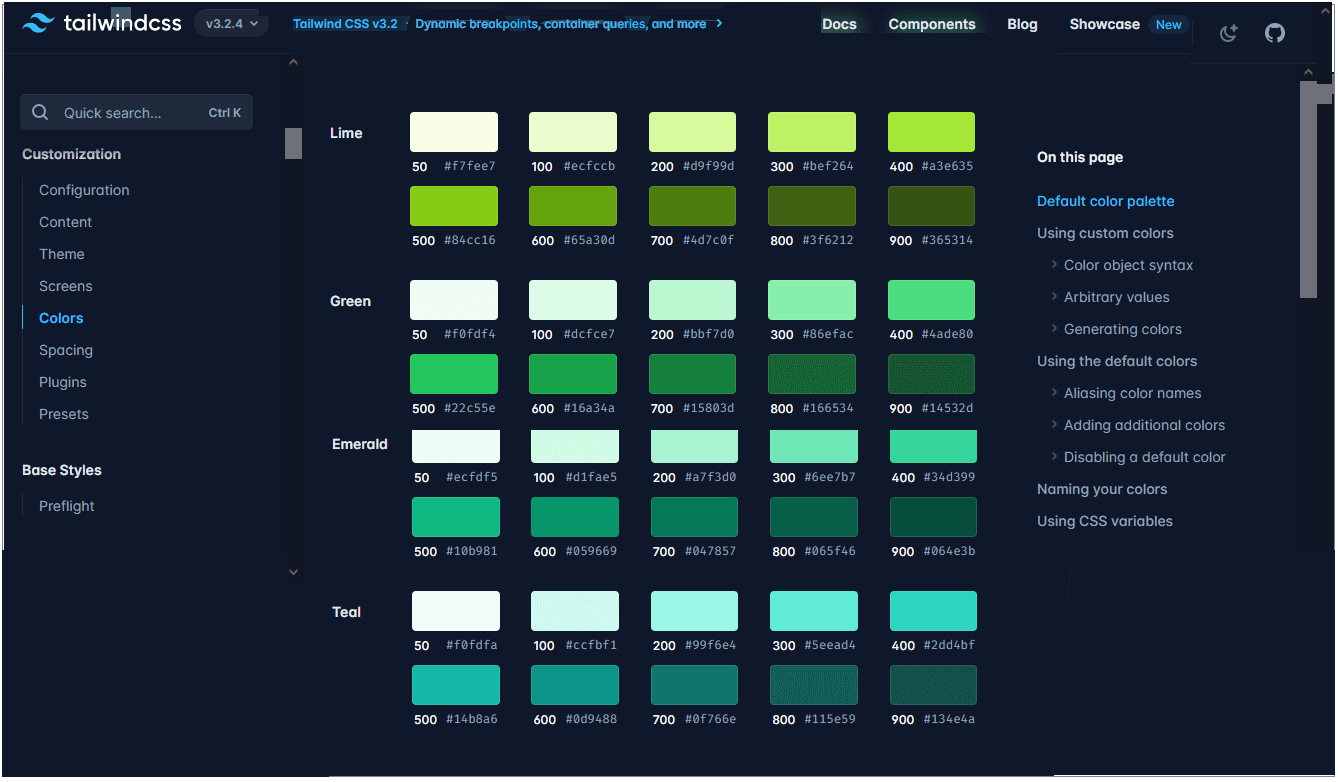 tailwindcss v3.2.4 Tailwind CSS v3.2 · Dynamic breakpoints, container queries, and more Docs Components Blog Showcase New
Quick search... Ctrl K
Customization
Configuration
Content
Theme
Screens
Colors
Spacing
Plugins
Presets
Base Styles
Preflight
Lime
50 #f7fee7 100 #ecfccb 200 #d9f99d 300 #bef264 400 #a3e635
500 #84cc16 600 #65a30d 700 #4d7c0f 800 #3f6212 900 #365314
Green
50 #f0fdf4 100 #dcfce7 200 #bbf7d0 300 #86efac 400 #4ade80
500 #22c55e 600 #16a34a 700 #15803d 800 #166534 900 #14532d
Emerald
50 #ecfdf5 100 #d1fae5 200 #a7f3d0 300 #6ee7b7 400 #34d399
500 #10b981 600 #059669 700 #047857 800 #065f46 900 #064e3b
Teal
50 #f0fdfa 100 #ccfbf1 200 #99f6e4 300 #5eead4 400 #2dd4bf
500 #14b8a6 600 #0d9488 700 #0f766e 800 #115e59 900 #134e4a
On this page
Default color palette
Using custom colors
Color object syntax
Arbitrary values
Generating colors
Using the default colors
Aliasing color names
Adding additional colors
Disabling a default color
Naming your colors
Using CSS variables